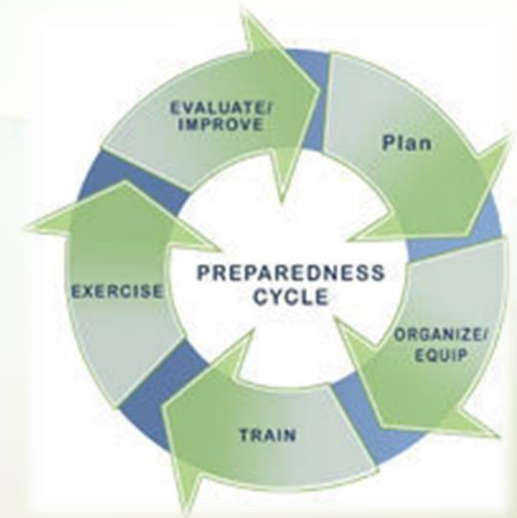 EVALUATE/
IMPROVE
Plan
PREPAREDNESS
CYCLE
ORGANIZE/
EQUIP
TRAIN
EXERCISE